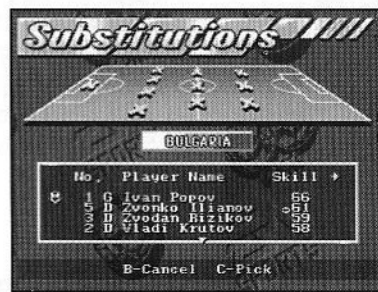 Substitutions
BULGARIA
No. Player Name Skill
1 G Ivan Popov 66
5 D Zvonko Ilianov 61
3 D Zvodan Rizikov 59
2 D Vladi Krutov 58
B-Cancel C-Pick